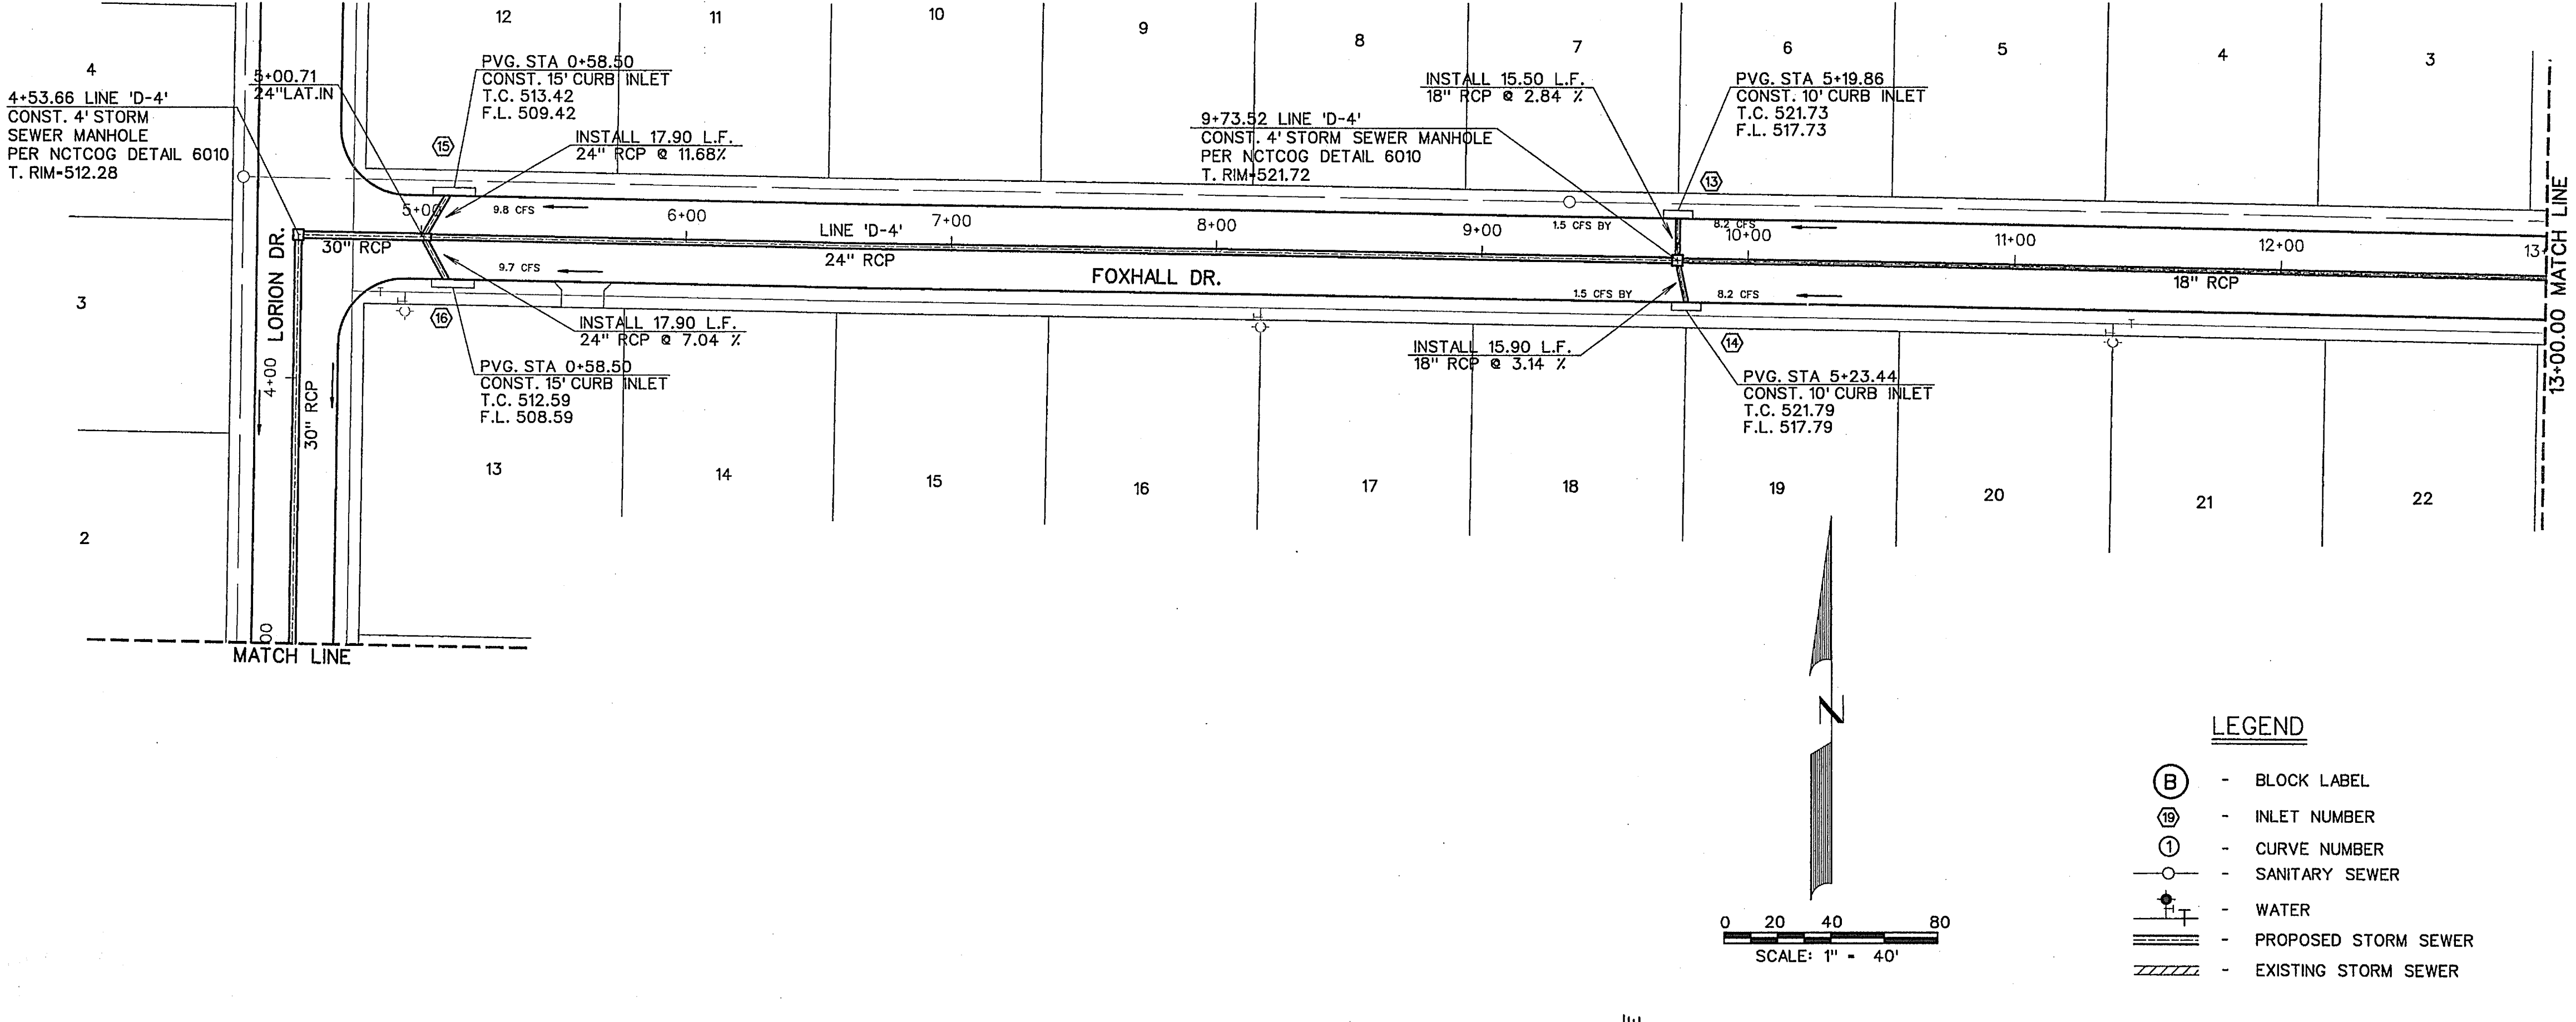 12
11
10
9
8
7
6
5
4
3
4
3
2
4+53.66 LINE 'D-4'
CONST. 4' STORM
SEWER MANHOLE
PER NCTCOG DETAIL 6010
T. RIM=512.28
5+00.71
24" LAT. IN
PVG. STA 0+58.50
CONST. 15' CURB INLET
T.C. 513.42
F.L. 509.42
15
INSTALL 17.90 L.F.
24" RCP @ 11.68%
9+73.52 LINE 'D-4'
CONST. 4' STORM SEWER MANHOLE
PER NCTCOG DETAIL 6010
T. RIM=521.72
INSTALL 15.50 L.F.
18" RCP @ 2.84 %
PVG. STA 5+19.86
CONST. 10' CURB INLET
T.C. 521.73
F.L. 517.73
13
5+00
9.8 CFS
6+00
7+00
LINE 'D-4'
8+00
9+00
1.5 CFS BY
8.2 CFS
10+00
11+00
12+00
13
30" RCP
24" RCP
18" RCP
9.7 CFS
FOXHALL DR.
1.5 CFS BY
8.2 CFS
LORION DR.
4+00
30" RCP
00
MATCH LINE
16
INSTALL 17.90 L.F.
24" RCP @ 7.04 %
PVG. STA 0+58.50
CONST. 15' CURB INLET
T.C. 512.59
F.L. 508.59
INSTALL 15.90 L.F.
18" RCP @ 3.14 %
14
PVG. STA 5+23.44
CONST. 10' CURB INLET
T.C. 521.79
F.L. 517.79
13+00.00 MATCH LINE
13
14
15
16
17
18
19
20
21
22
N
0 20 40 80
SCALE: 1" = 40'
LEGEND
B - BLOCK LABEL
19 - INLET NUMBER
1 - CURVE NUMBER
- SANITARY SEWER
- WATER
- PROPOSED STORM SEWER
- EXISTING STORM SEWER